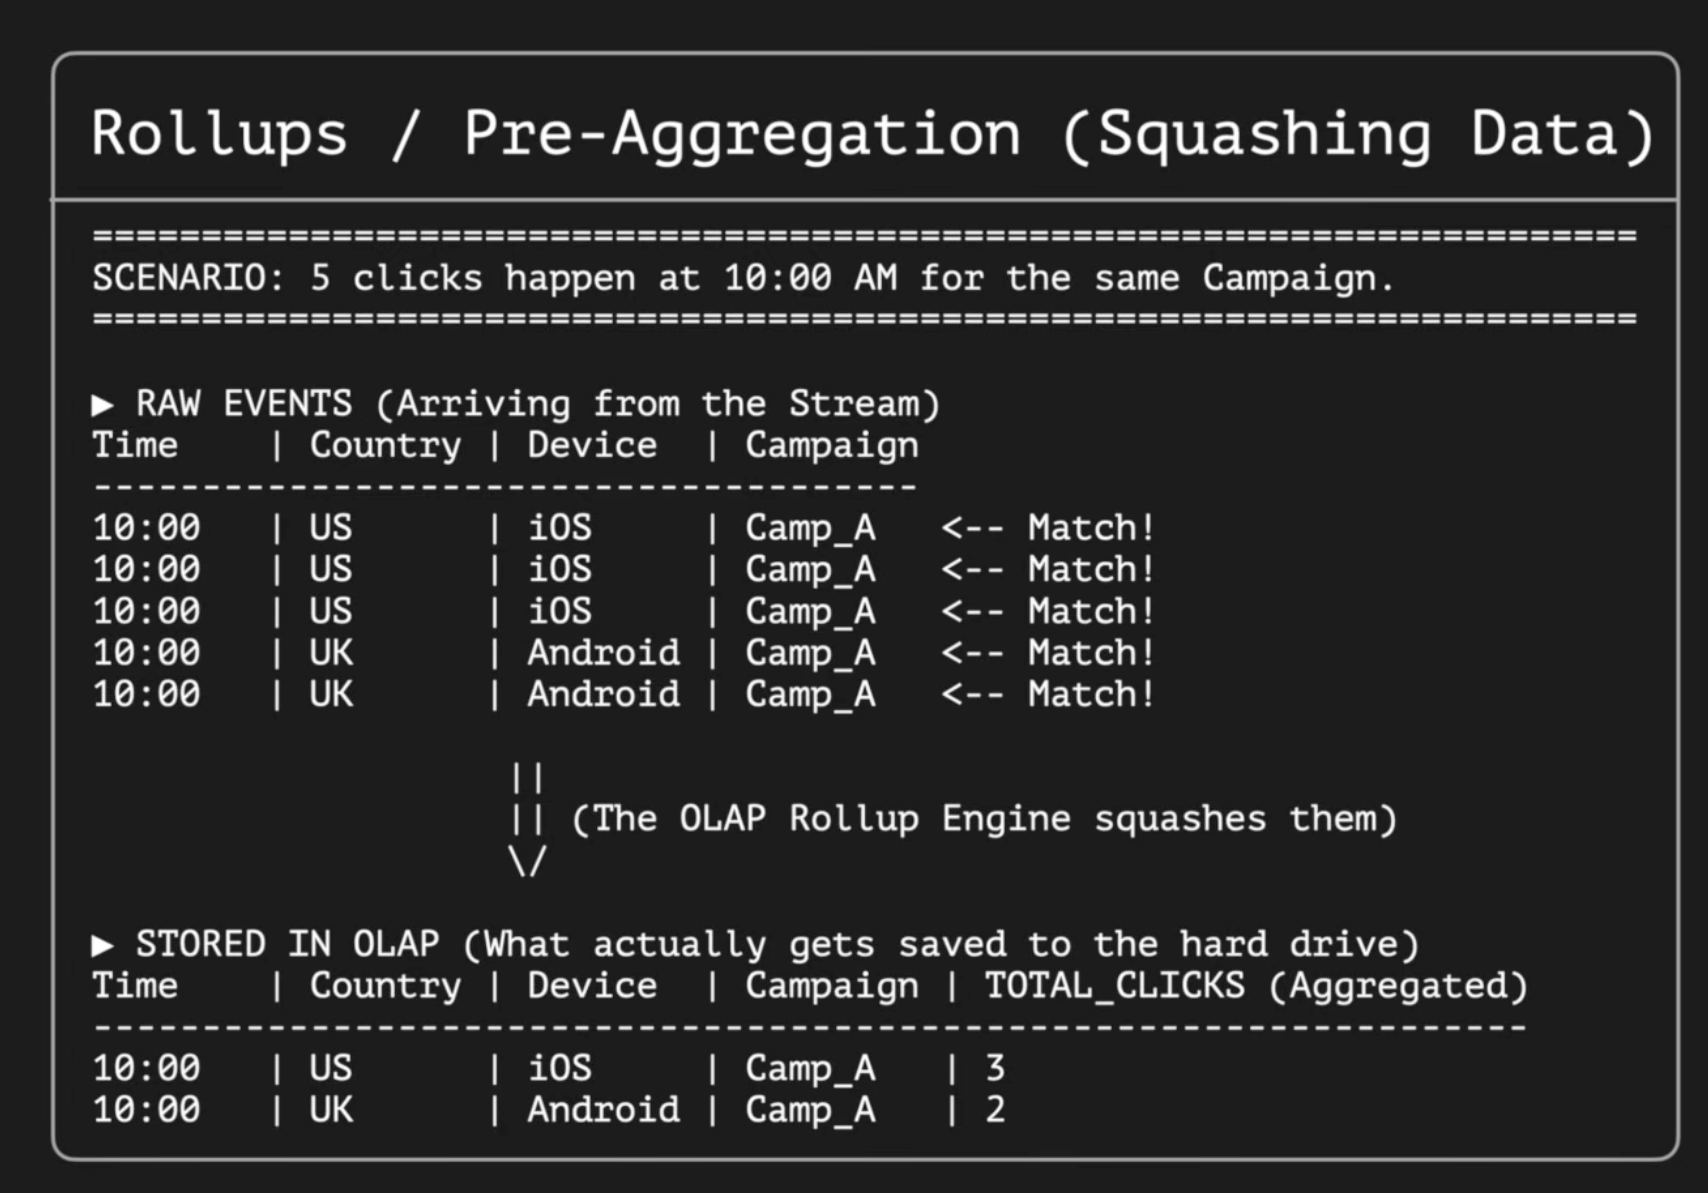 Rollups / Pre-Aggregation (Squashing Data)
=======================================================================
SCENARIO: 5 clicks happen at 10:00 AM for the same Campaign.
=======================================================================
▶ RAW EVENTS (Arriving from the Stream)
Time    | Country | Device  | Campaign
--------------------------------------
10:00   | US      | iOS     | Camp_A   <-- Match!
10:00   | US      | iOS     | Camp_A   <-- Match!
10:00   | US      | iOS     | Camp_A   <-- Match!
10:00   | UK      | Android | Camp_A   <-- Match!
10:00   | UK      | Android | Camp_A   <-- Match!
||
|| (The OLAP Rollup Engine squashes them)
\/
▶ STORED IN OLAP (What actually gets saved to the hard drive)
Time    | Country | Device  | Campaign | TOTAL_CLICKS (Aggregated)
------------------------------------------------------------------
10:00   | US      | iOS     | Camp_A   | 3
10:00   | UK      | Android | Camp_A   | 2